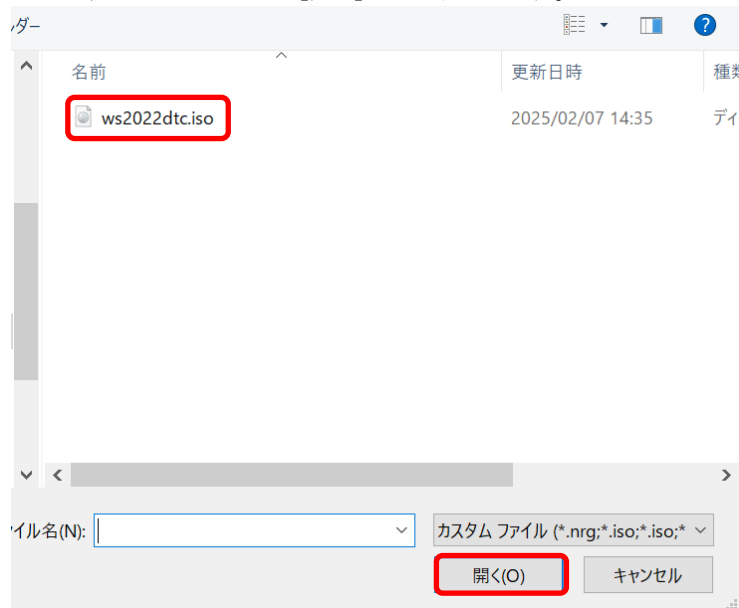 ダー
名前 更新日時 種類
ws2022dtc.iso 2025/02/07 14:35 ディ
イル名(N): カスタム ファイル (*.nrg;*.iso;*.iso;*
開く(O) キャンセル